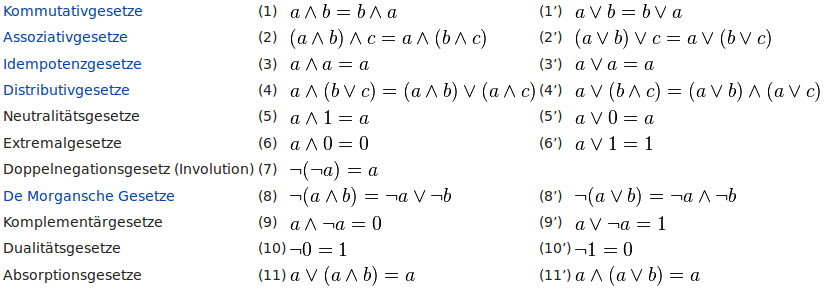 Kommutativgesetze (1) a ∧ b = b ∧ a (1’) a ∨ b = b ∨ a
Assoziativgesetze (2) (a ∧ b) ∧ c = a ∧ (b ∧ c) (2’) (a ∨ b) ∨ c = a ∨ (b ∨ c)
Idempotenzgesetze (3) a ∧ a = a (3’) a ∨ a = a
Distributivgesetze (4) a ∧ (b ∨ c) = (a ∧ b) ∨ (a ∧ c) (4’) a ∨ (b ∧ c) = (a ∨ b) ∧ (a ∨ c)
Neutralitätsgesetze (5) a ∧ 1 = a (5’) a ∨ 0 = a
Extremalgesetze (6) a ∧ 0 = 0 (6’) a ∨ 1 = 1
Doppelnegationsgesetz (Involution) (7) ¬(¬a) = a
De Morgansche Gesetze (8) ¬(a ∧ b) = ¬a ∨ ¬b (8’) ¬(a ∨ b) = ¬a ∧ ¬b
Komplementärgesetze (9) a ∧ ¬a = 0 (9’) a ∨ ¬a = 1
Dualitätsgesetze (10) ¬0 = 1 (10’) ¬1 = 0
Absorptionsgesetze (11) a ∨ (a ∧ b) = a (11’) a ∧ (a ∨ b) = a